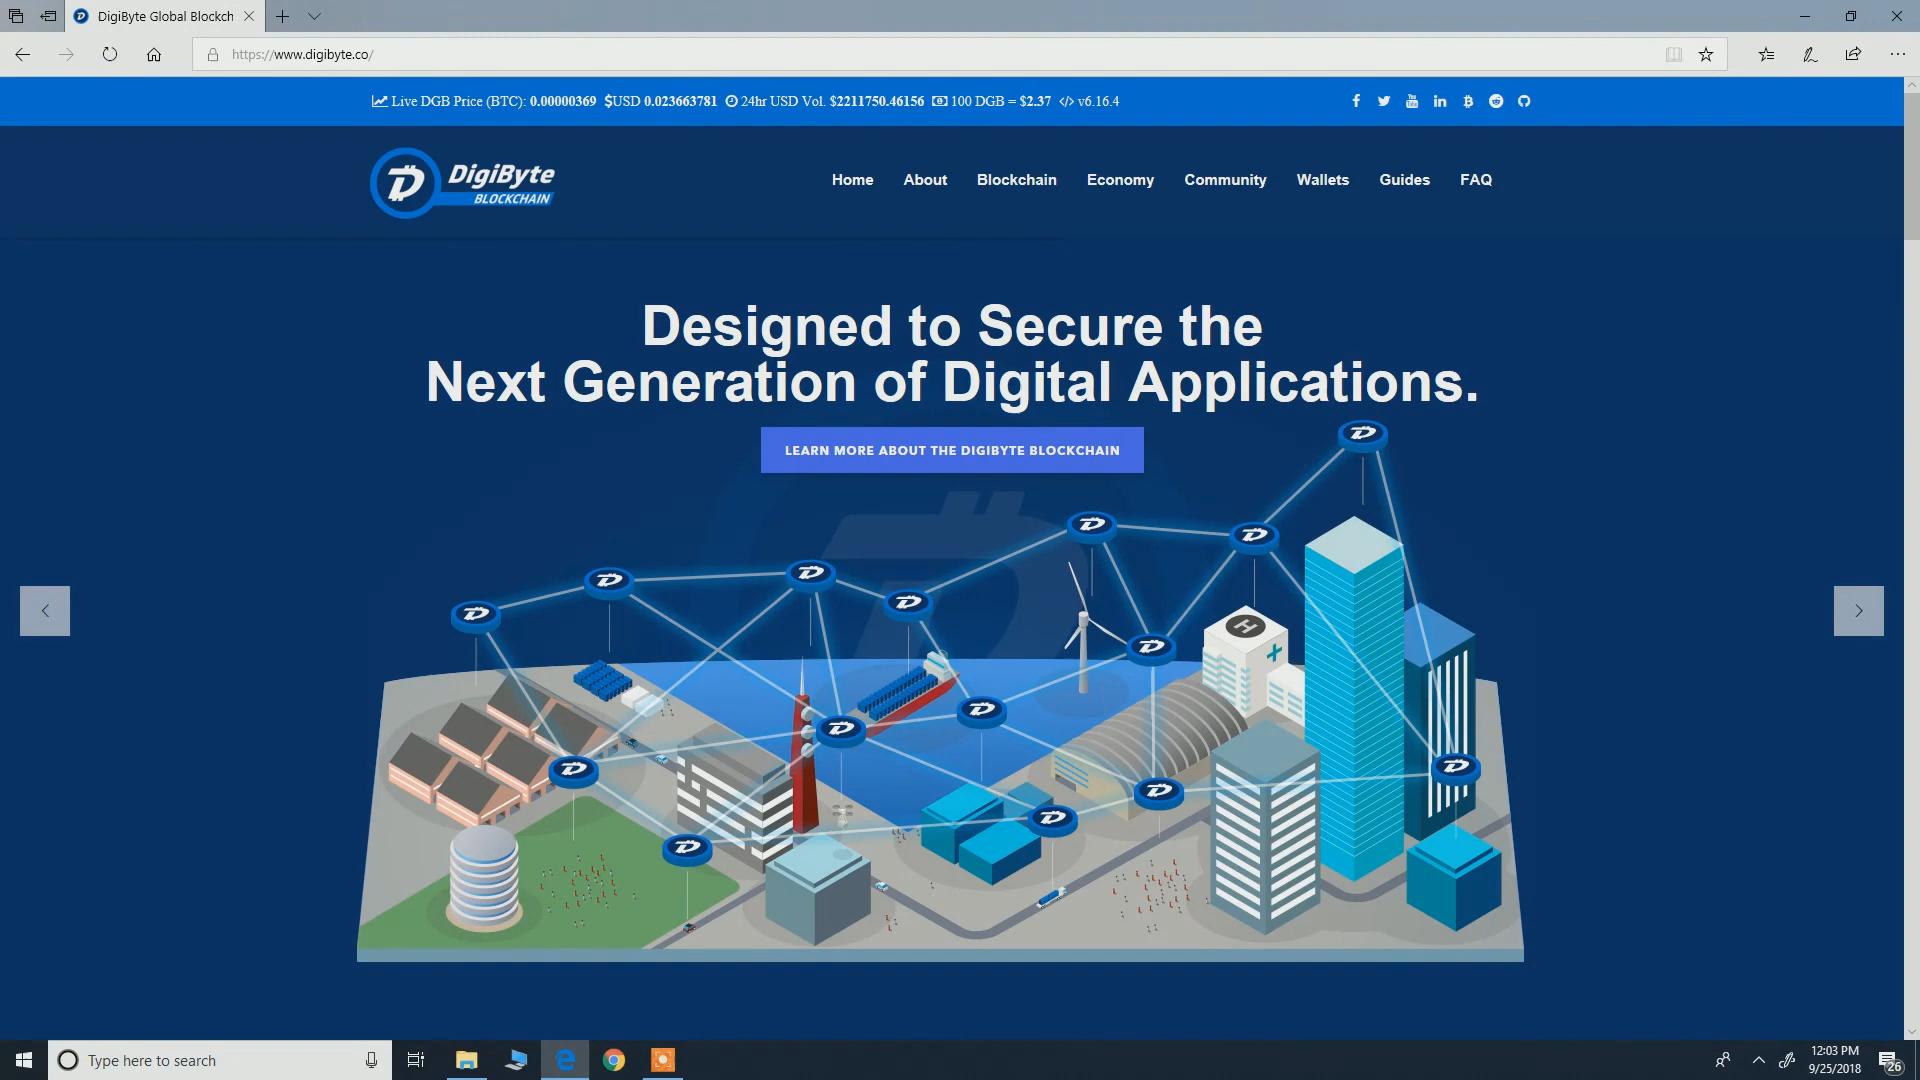 DigiByte Global Blockch
https://www.digibyte.co/
Live DGB Price (BTC): 0.00000369 $USD 0.023663781 24hr USD Vol. $2211750.46156 100 DGB = $2.37 </> v6.16.4
DigiByte
BLOCKCHAIN
Home About Blockchain Economy Community Wallets Guides FAQ
Designed to Secure the
Next Generation of Digital Applications.
LEARN MORE ABOUT THE DIGIBYTE BLOCKCHAIN
H
Type here to search
12:03 PM
9/25/2018
26